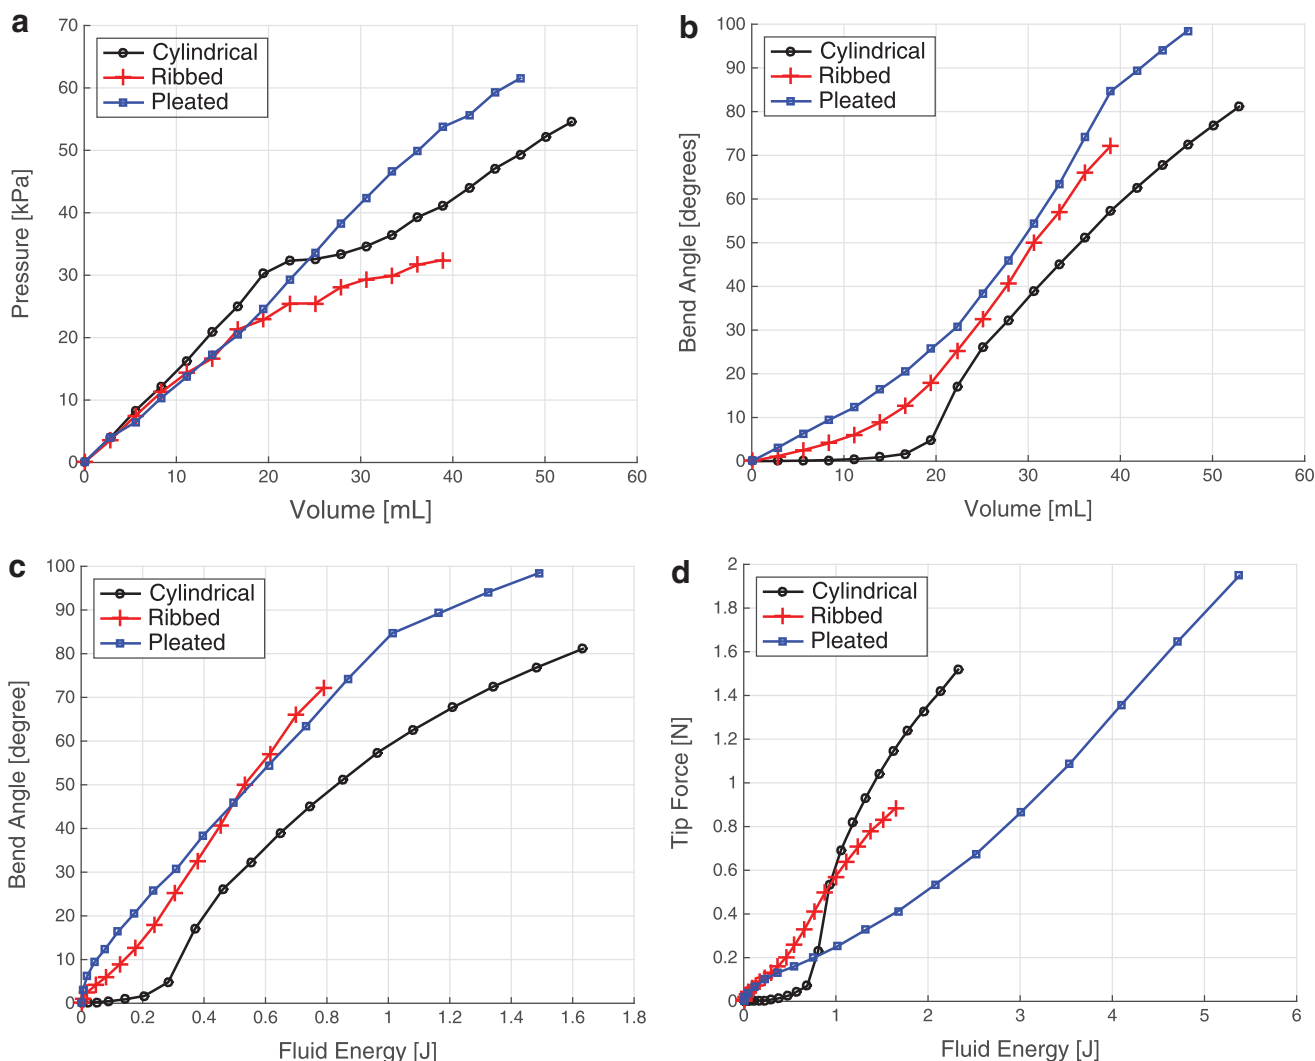 a
70
60
50
40
30
20
10
0
Pressure [kPa]
Cylindrical
Ribbed
Pleated
0 10 20 30 40 50 60
Volume [mL]
b
100
90
80
70
60
50
40
30
20
10
0
Bend Angle [degrees]
Cylindrical
Ribbed
Pleated
0 10 20 30 40 50 60
Volume [mL]
c
100
90
80
70
60
50
40
30
20
10
0
Bend Angle [degree]
Cylindrical
Ribbed
Pleated
0 0.2 0.4 0.6 0.8 1 1.2 1.4 1.6 1.8
Fluid Energy [J]
d
2
1.8
1.6
1.4
1.2
1
0.8
0.6
0.4
0.2
0
Tip Force [N]
Cylindrical
Ribbed
Pleated
0 1 2 3 4 5 6
Fluid Energy [J]